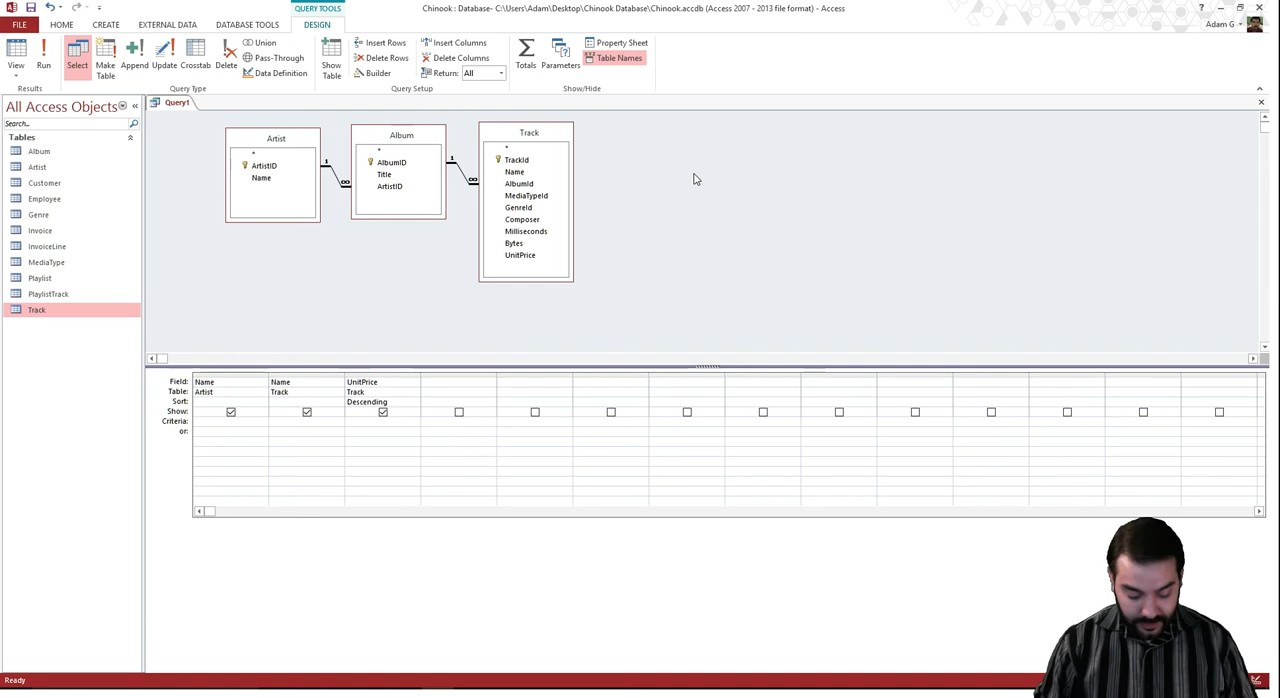 QUERY TOOLS
Chinook : Database- C:\Users\Adam\Desktop\Chinook Database\Chinook.accdb (Access 2007 - 2013 file format) - Access
FILE HOME CREATE EXTERNAL DATA DATABASE TOOLS DESIGN Adam G
View Run Select Make Table Append Update Crosstab Delete
Union
Pass-Through
Data Definition
Show Table
Insert Rows
Delete Rows
Builder
Insert Columns
Delete Columns
Return: All
Totals Parameters
Property Sheet
Table Names
Results Query Type Query Setup Show/Hide
All Access Objects
Search...
Tables
Album
Artist
Customer
Employee
Genre
Invoice
InvoiceLine
MediaType
Playlist
PlaylistTrack
Track
Query1
Artist
*
ArtistID
Name
1
∞
Album
*
AlbumID
Title
ArtistID
1
∞
Track
*
TrackId
Name
AlbumId
MediaTypeId
GenreId
Composer
Milliseconds
Bytes
UnitPrice
Field: Name Name UnitPrice
Table: Artist Track Track
Sort: Descending
Show:
Criteria:
or:
Ready